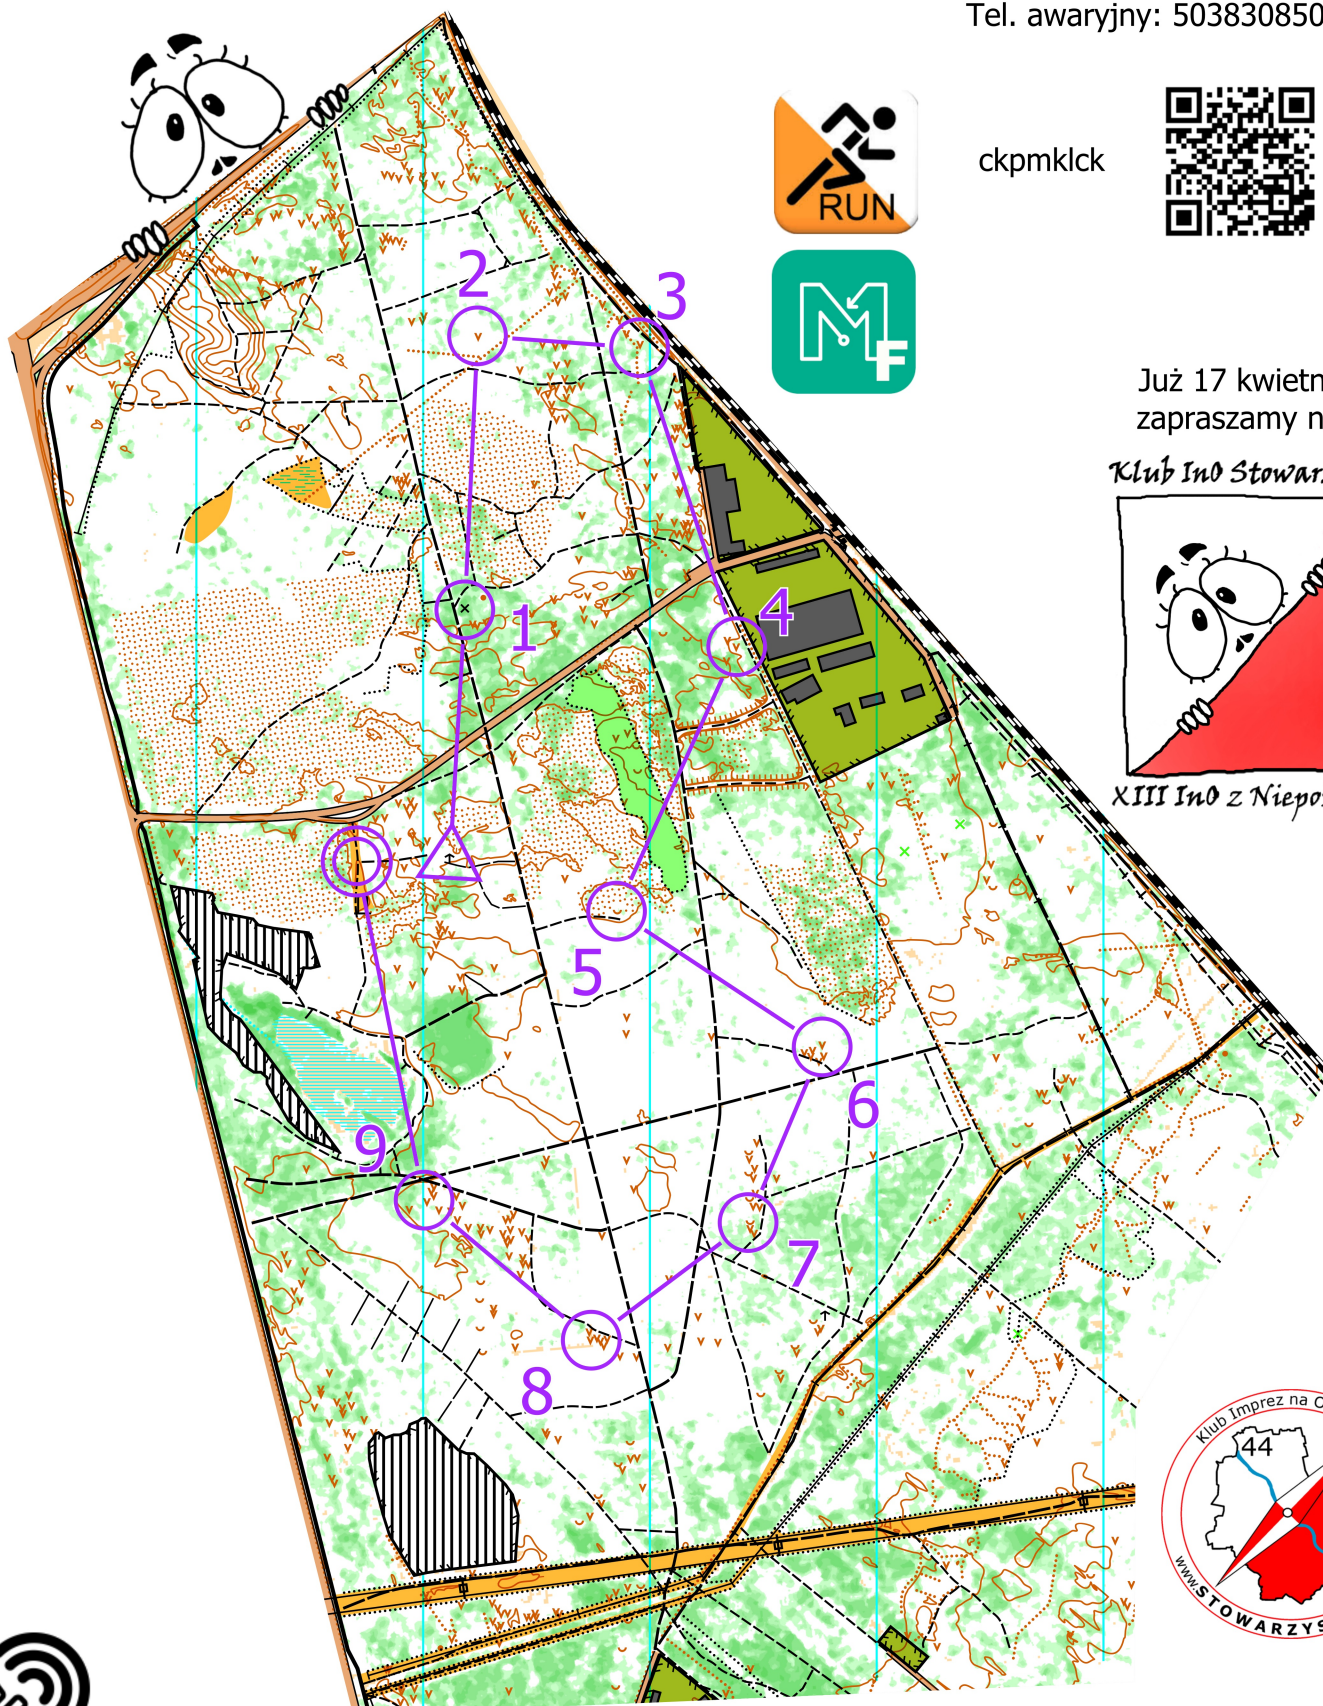 Tel. awaryjny: 503830850
RUN
ckpmklck
F
Już 17 kwietn
zapraszamy n
Klub InO Stowar
XIII InO z Niepo
2
3
1
4
5
6
9
7
8
Klub Imprez na O
44
www.STOWARZYS